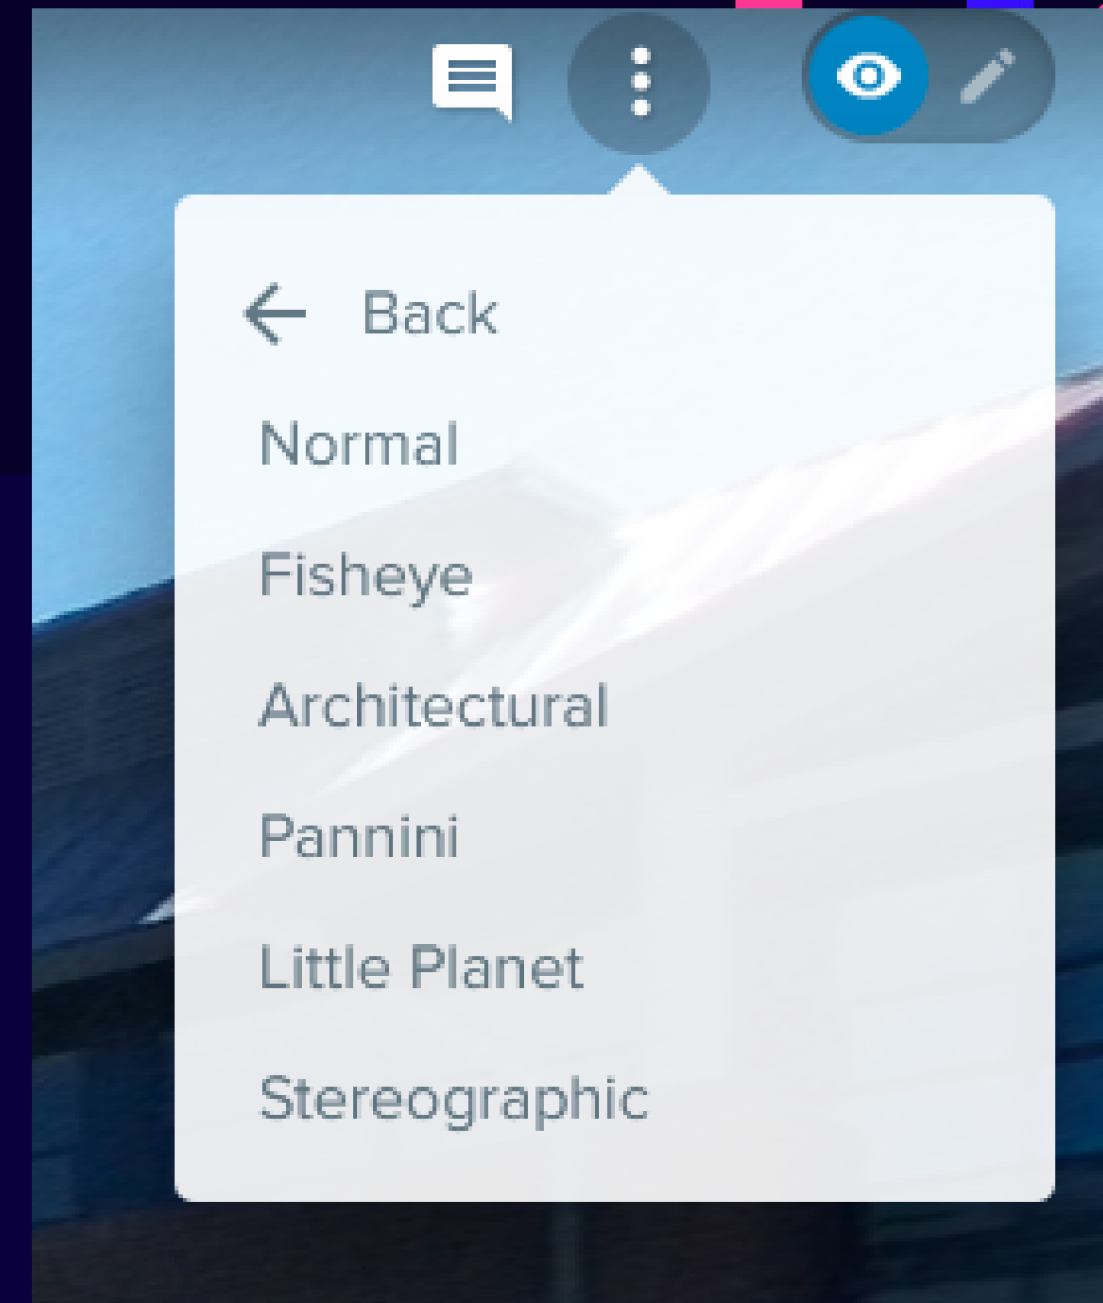 Back
Normal
Fisheye
Architectural
Pannini
Little Planet
Stereographic